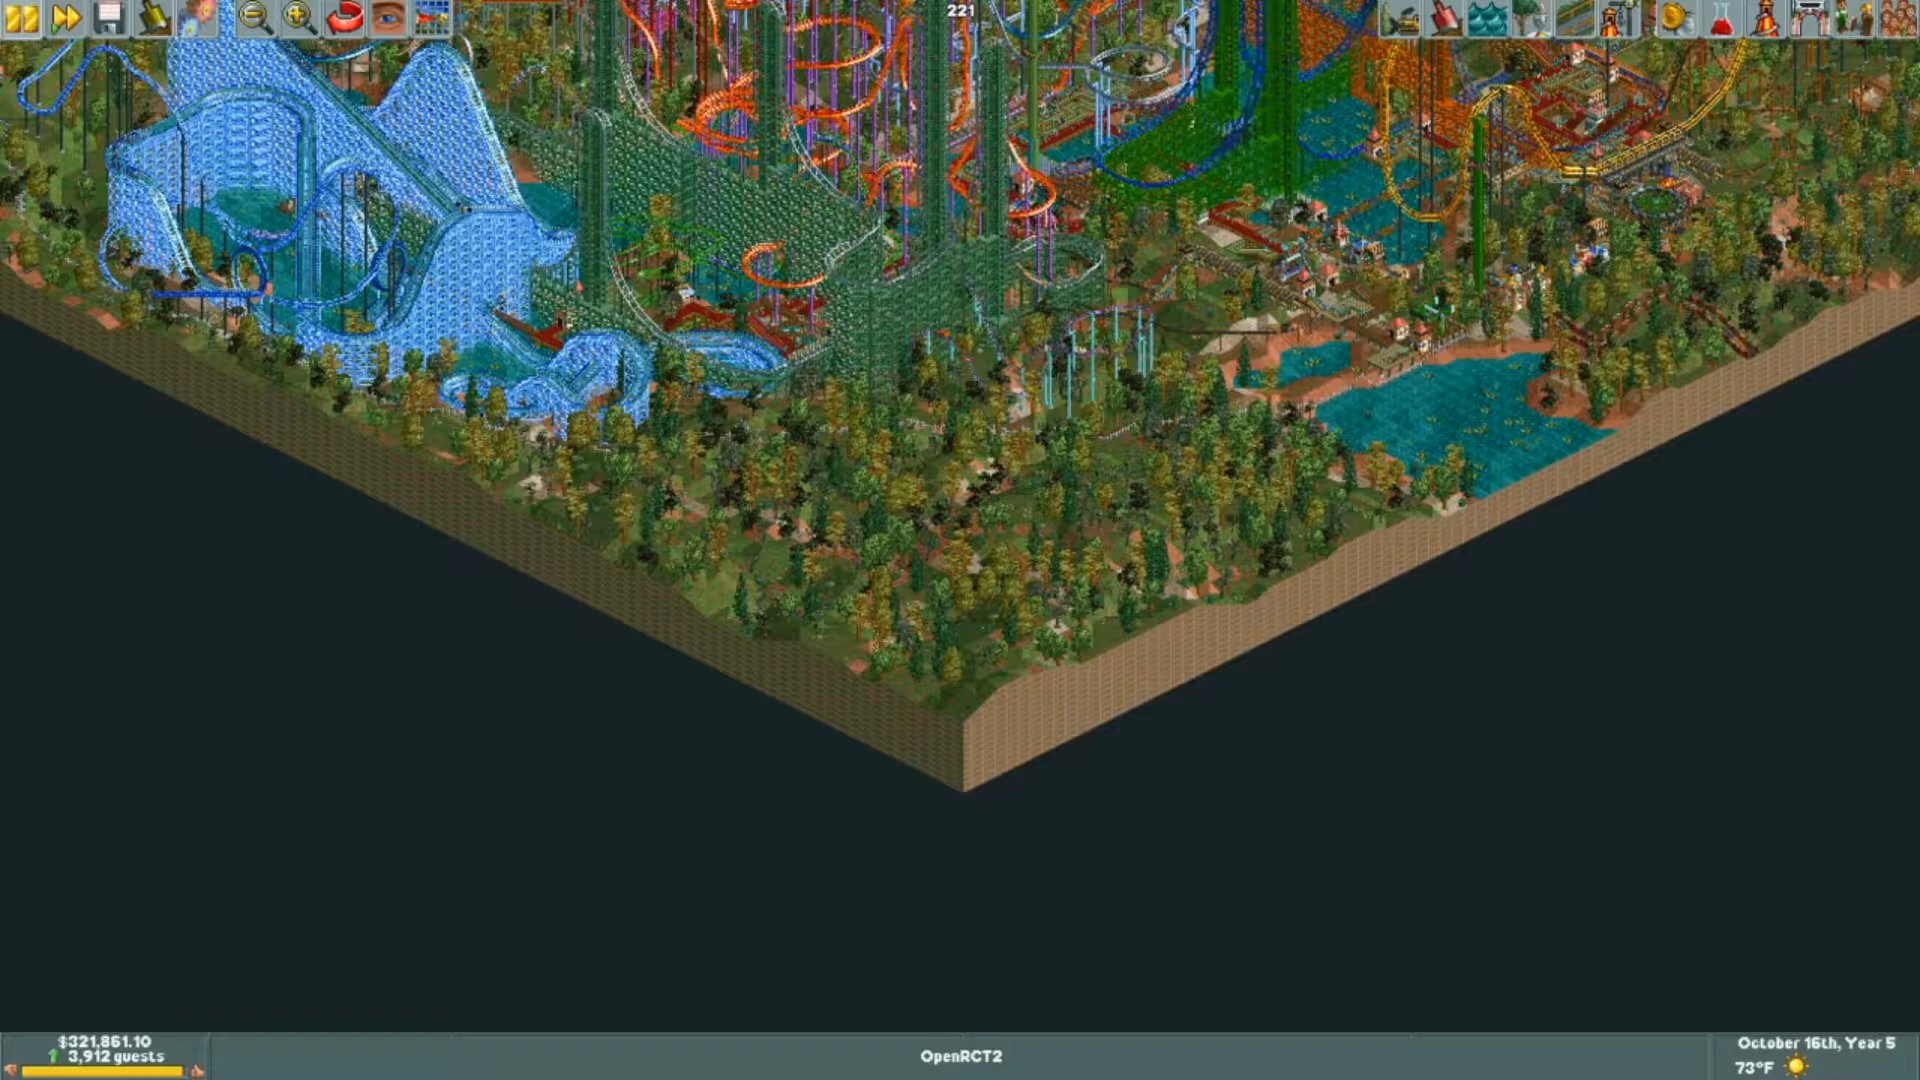 221
$321,861.10
3,912 guests
OpenRCT2
October 16th, Year 5
73°F